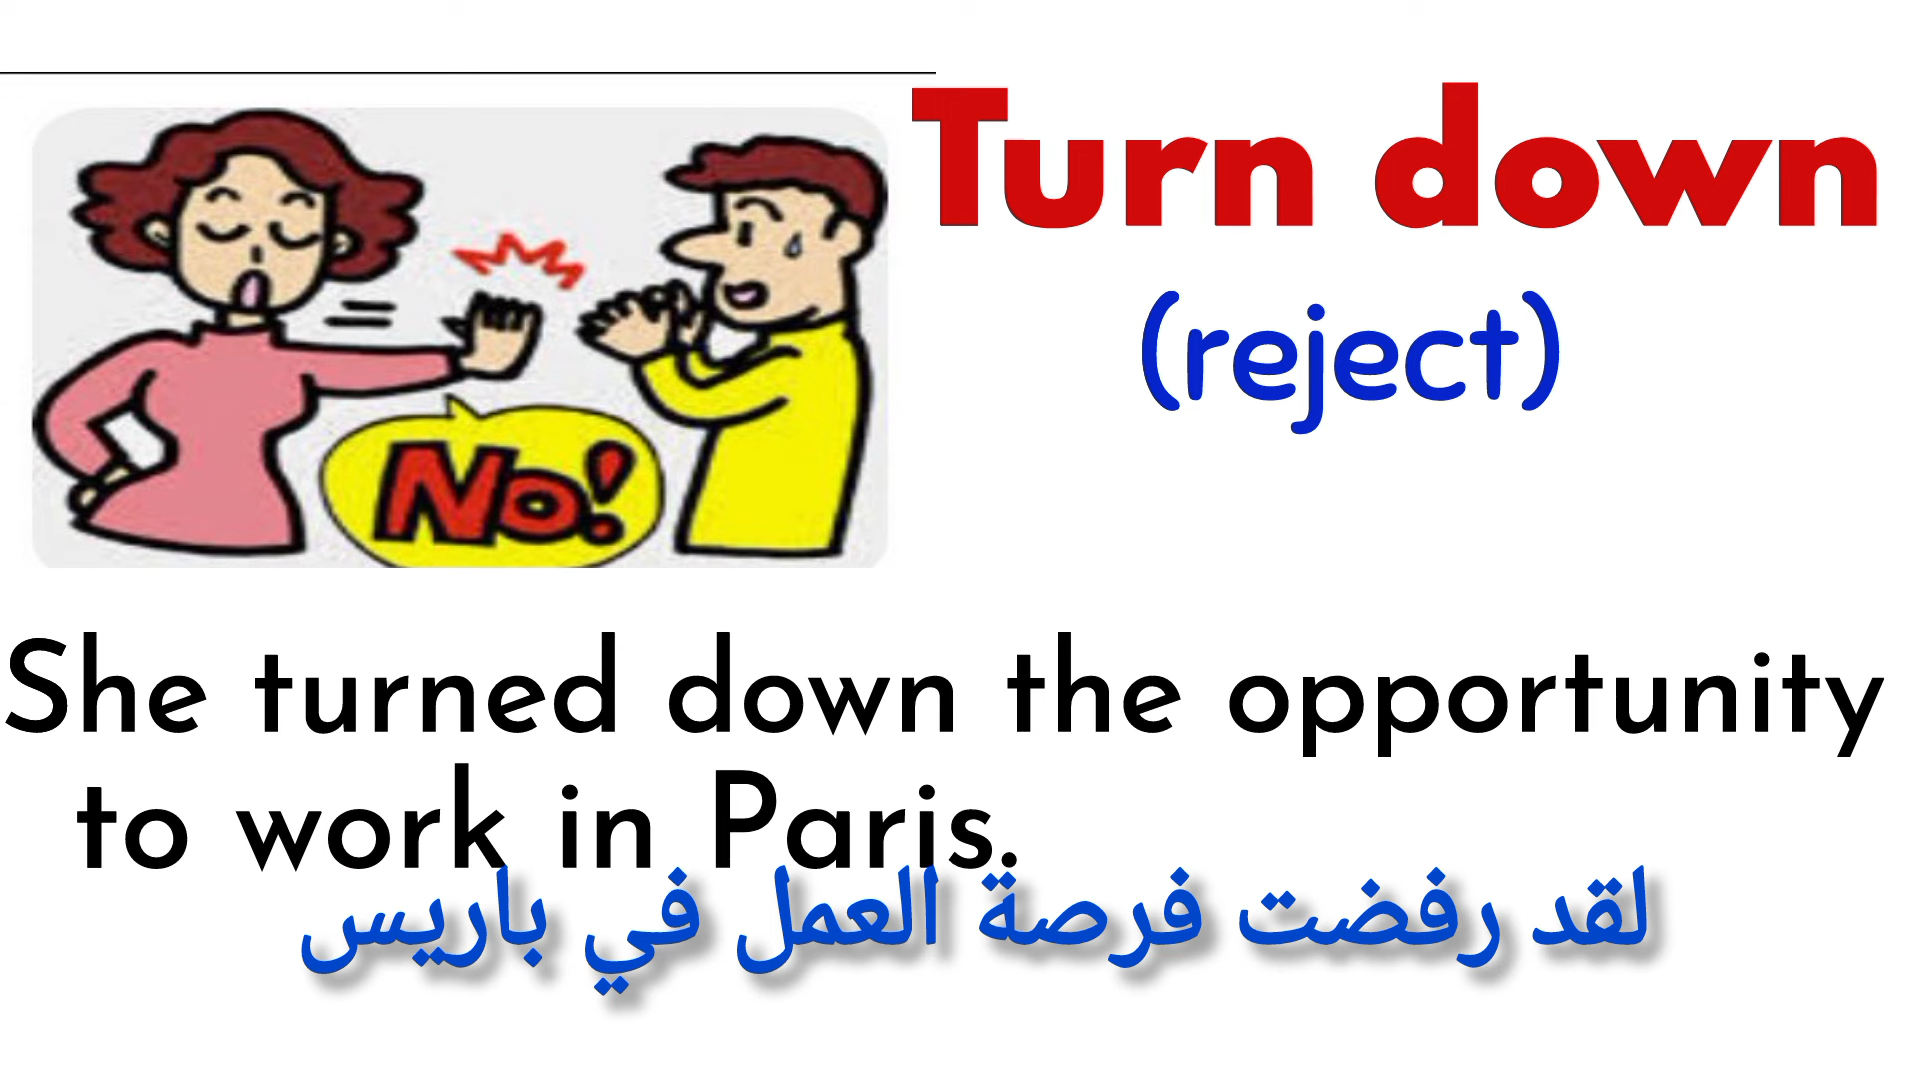 Turn down
(reject)
No!
She turned down the opportunity
to work in Paris.
لقد رفضت فرصة العمل في باريس